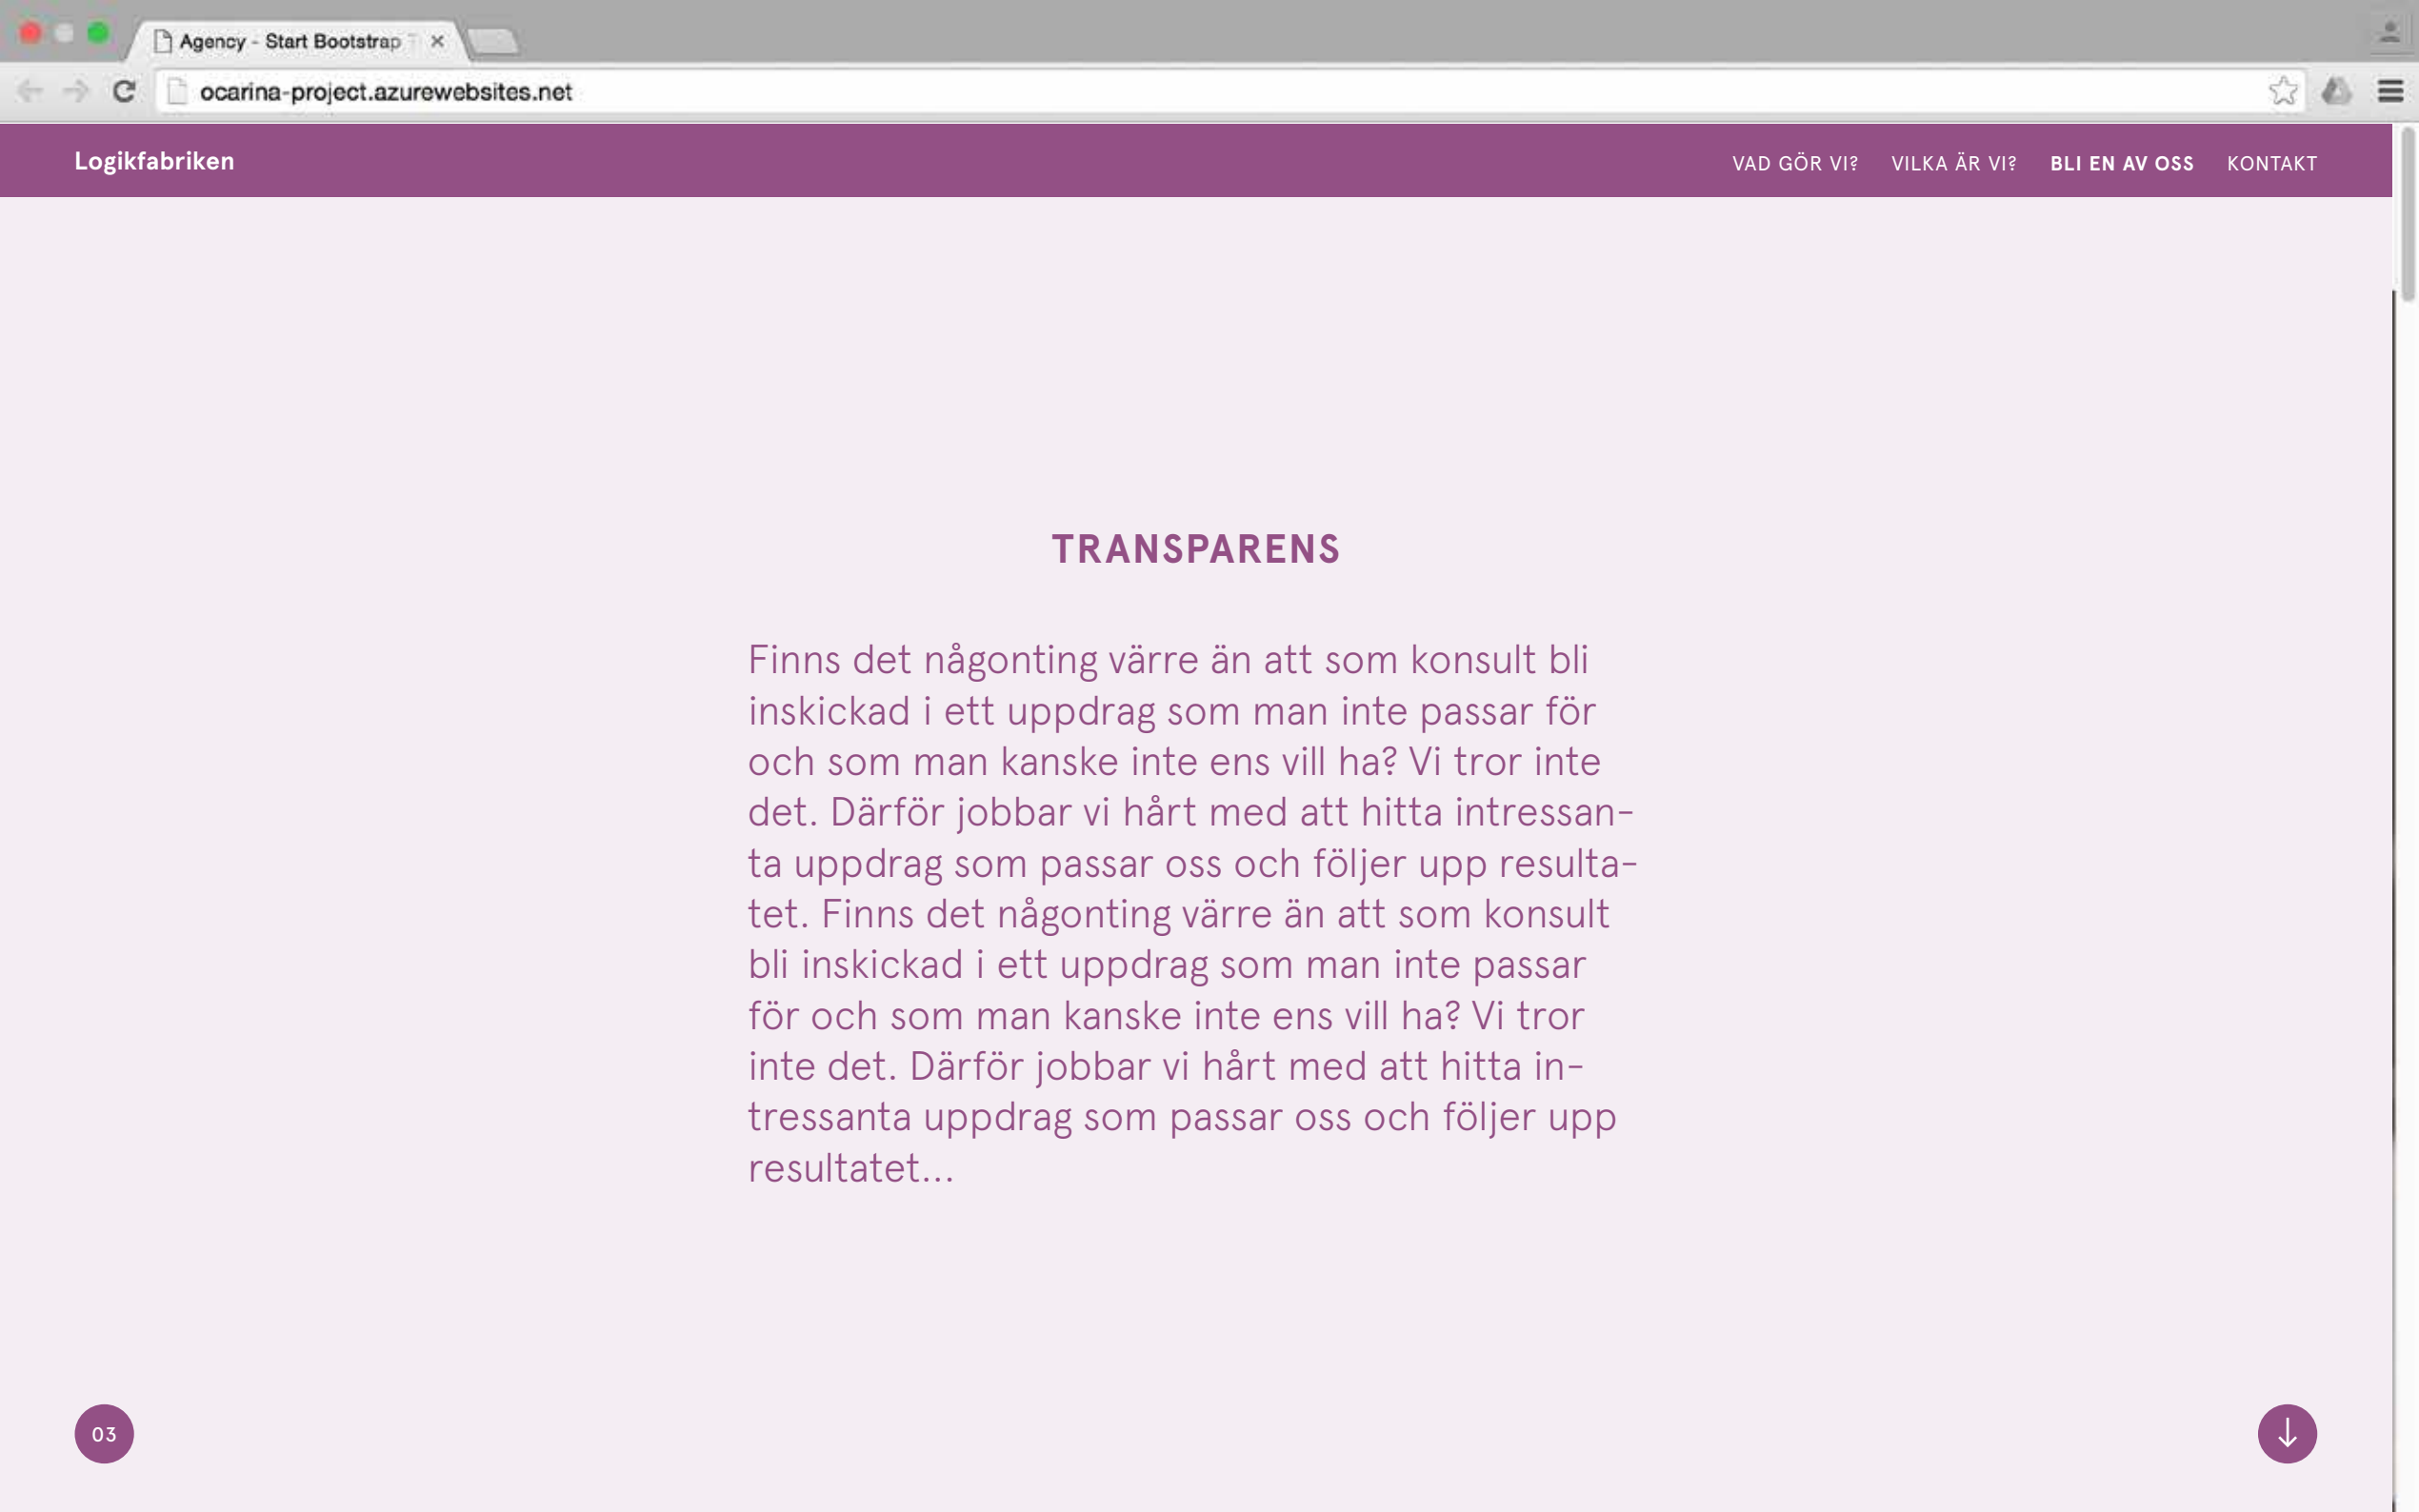 Agency - Start Bootstrap
ocarina-project.azurewebsites.net
Logikfabriken
VAD GÖR VI? VILKA ÄR VI? BLI EN AV OSS KONTAKT
TRANSPARENS
Finns det någonting värre än att som konsult bli
inskickad i ett uppdrag som man inte passar för
och som man kanske inte ens vill ha? Vi tror inte
det. Därför jobbar vi hårt med att hitta intressan-
ta uppdrag som passar oss och följer upp resulta-
tet. Finns det någonting värre än att som konsult
bli inskickad i ett uppdrag som man inte passar
för och som man kanske inte ens vill ha? Vi tror
inte det. Därför jobbar vi hårt med att hitta in-
tressanta uppdrag som passar oss och följer upp
resultatet...
03